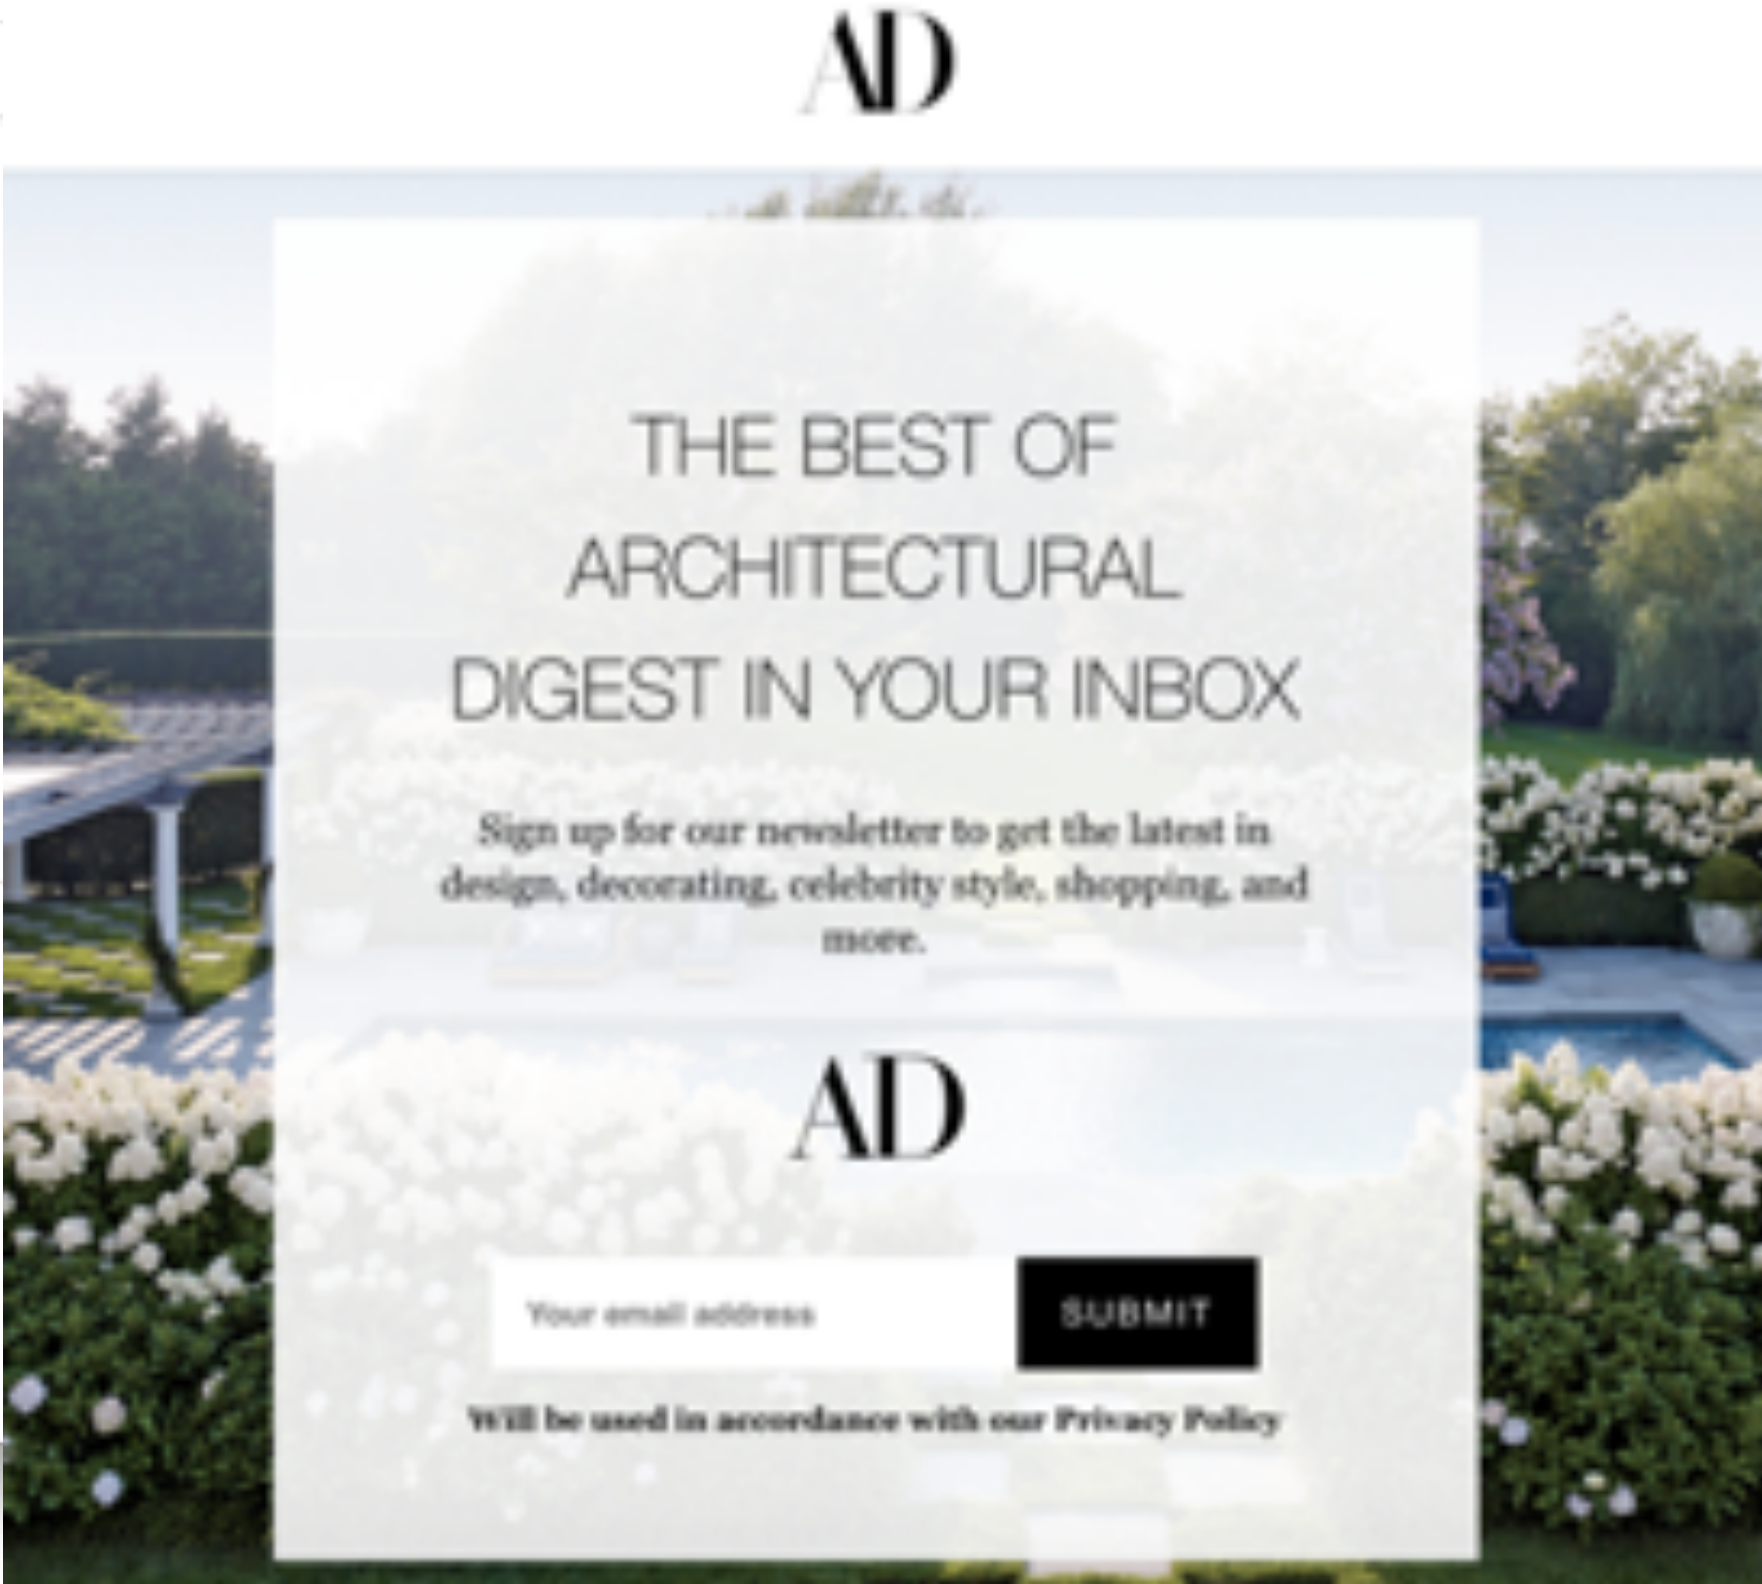 AD
THE BEST OF
ARCHITECTURAL
DIGEST IN YOUR INBOX
Sign up for our newsletter to get the latest in
design, decorating, celebrity style, shopping, and
more.
AD
Your email address
SUBMIT
Will be used in accordance with our Privacy Policy